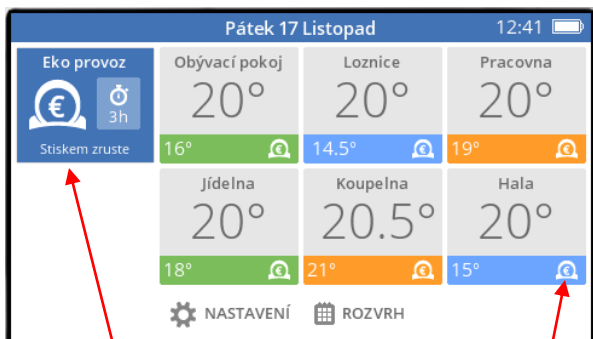 Pátek 17 Listopad 12:41
Eko provoz
€ 3h
Stiskem zruste
Obývací pokoj Loznice Pracovna
20° 20° 20°
16° € 14.5° € 19° €
Jídelna Koupelna Hala
20° 20.5° 20°
18° € 21° € 15° €
NASTAVENÍ ROZVRH